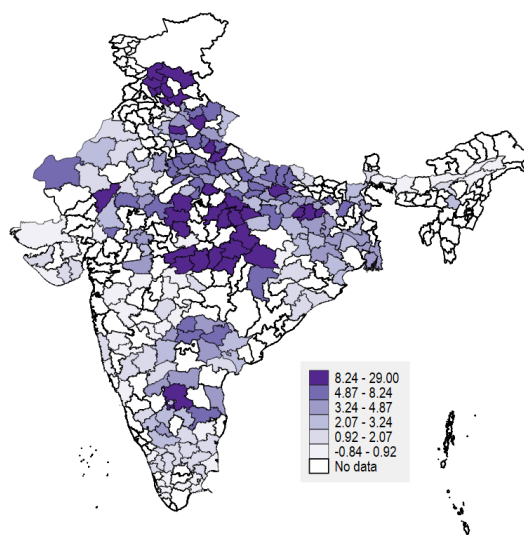 8.24 - 29.00
4.87 - 8.24
3.24 - 4.87
2.07 - 3.24
0.92 - 2.07
-0.84 - 0.92
No data